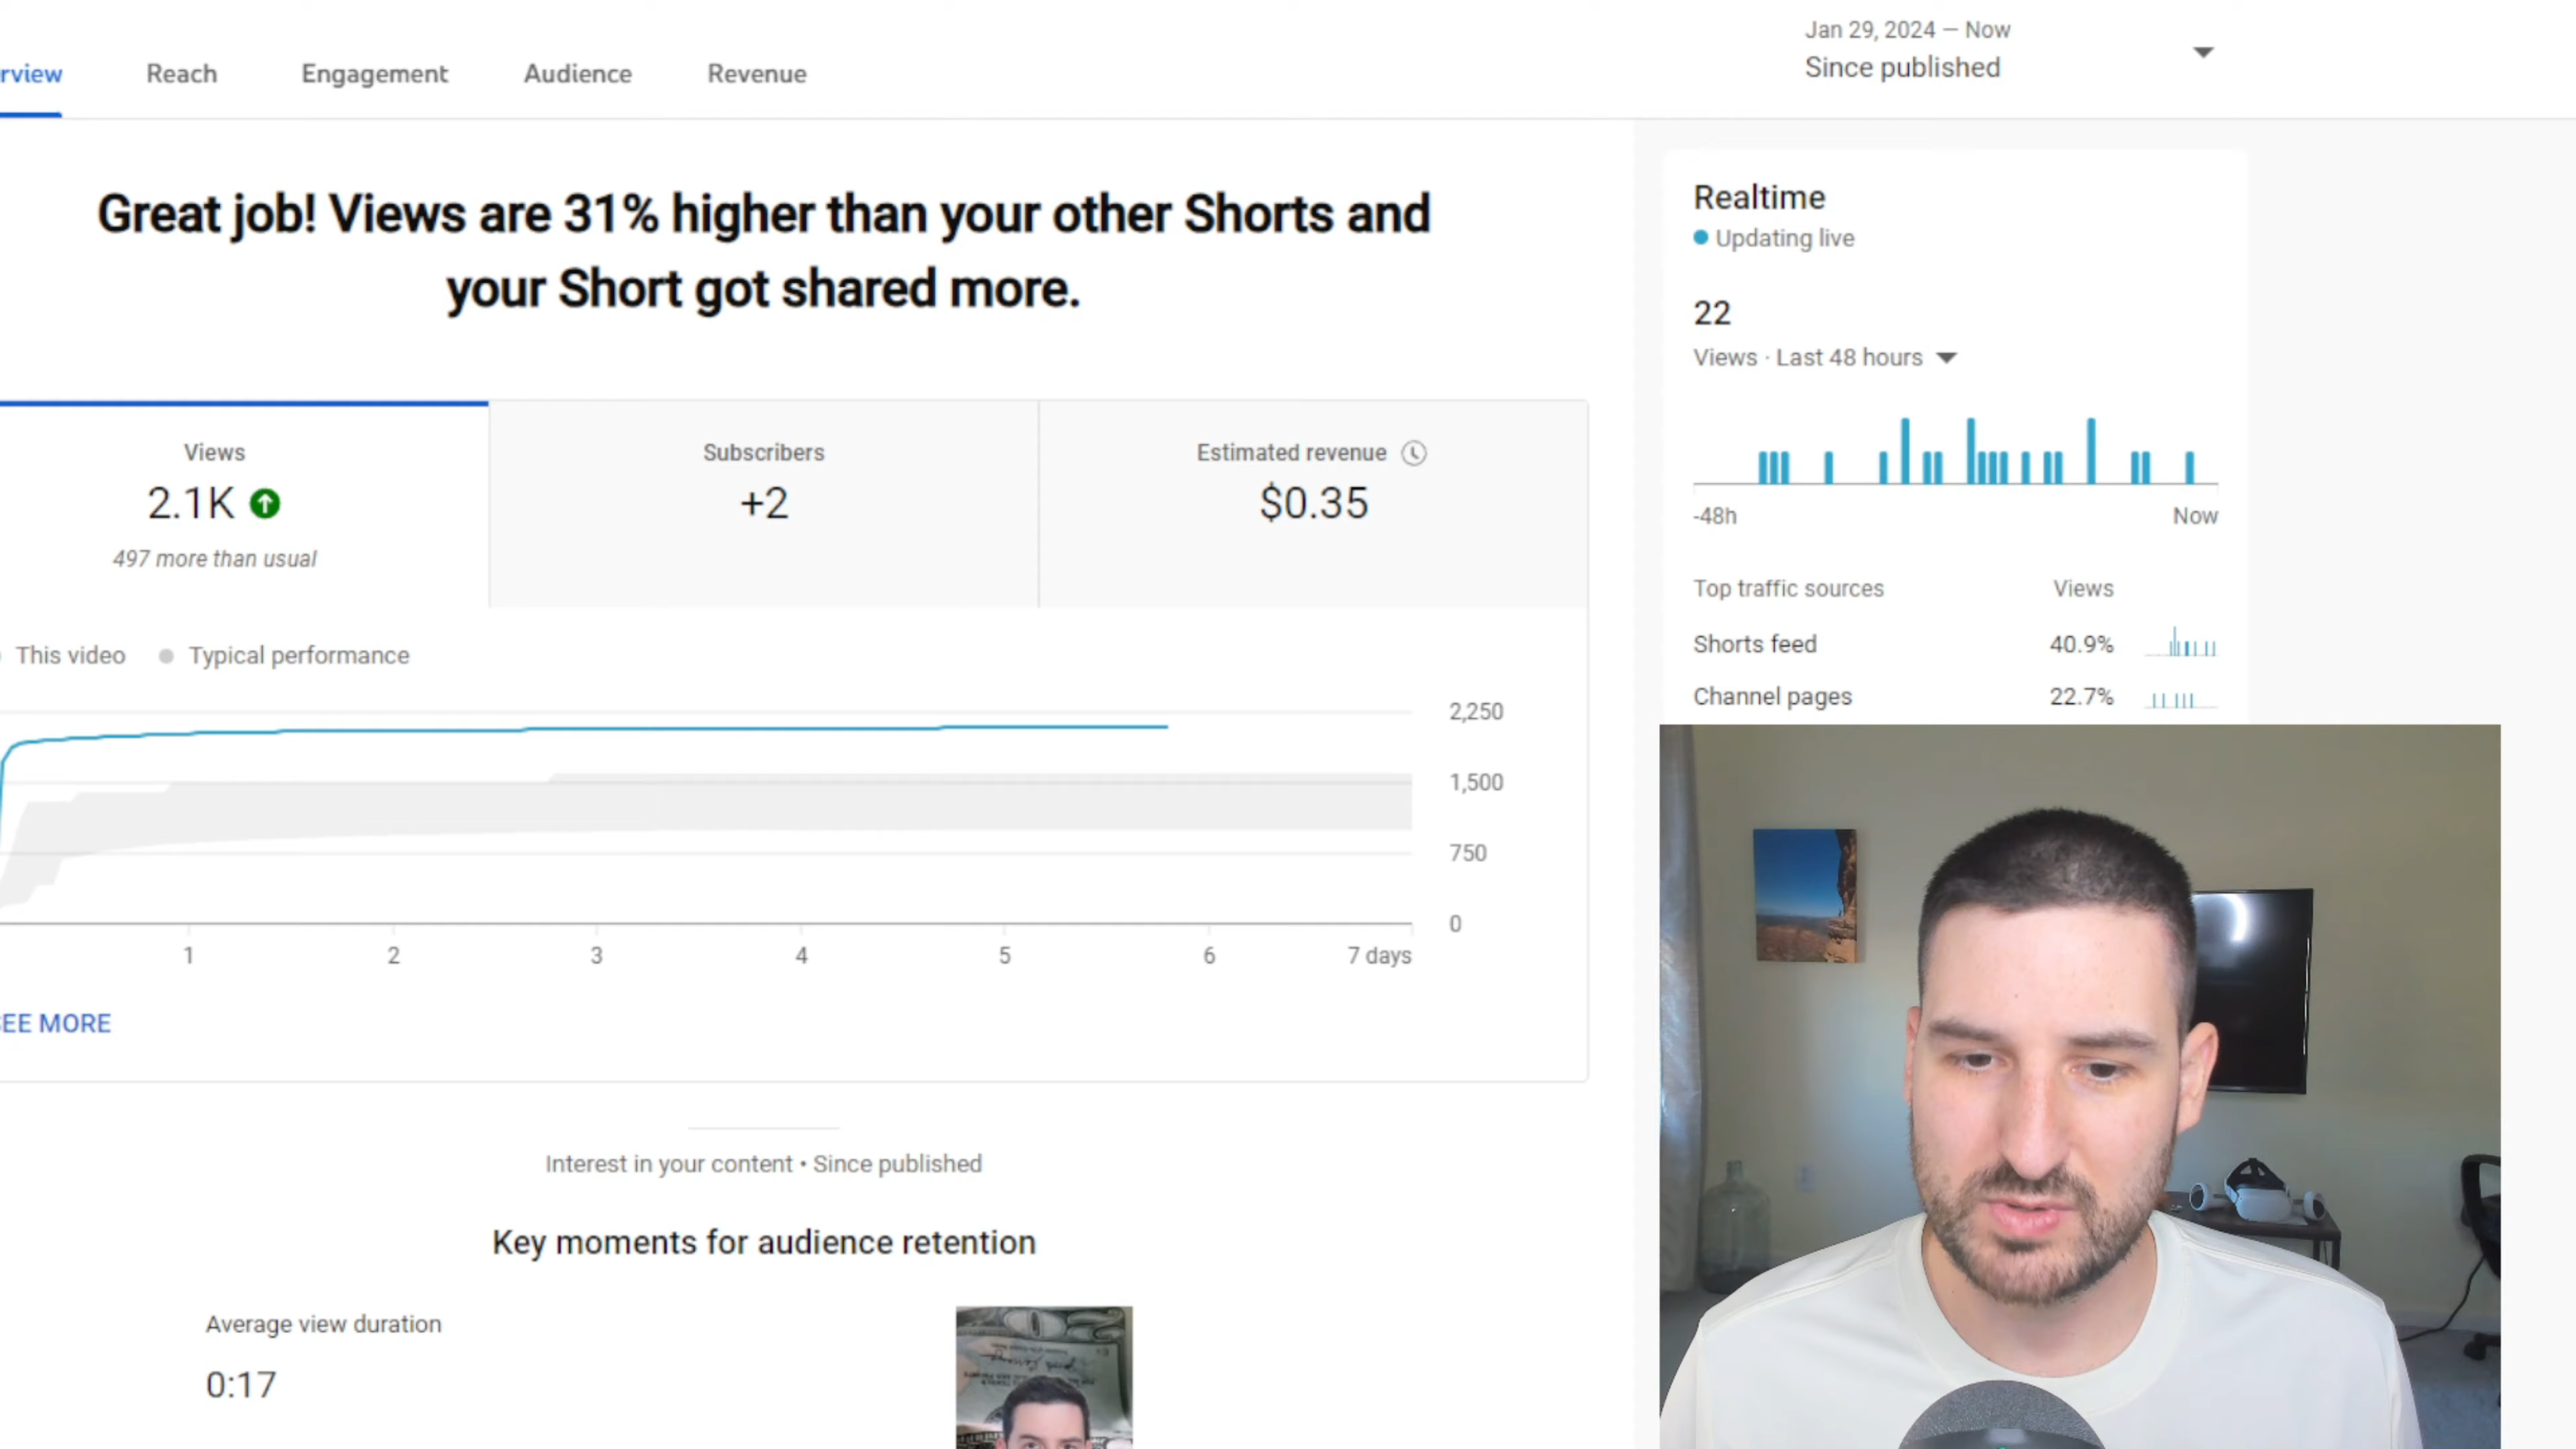 rview Reach Engagement Audience Revenue
Jan 29, 2024 – Now
Since published
Great job! Views are 31% higher than your other Shorts and
your Short got shared more.
Views
2.1K
497 more than usual
Subscribers
+2
Estimated revenue
$0.35
This video Typical performance
2,250
1,500
750
0
1 2 3 4 5 6 7 days
EE MORE
Interest in your content • Since published
Key moments for audience retention
Average view duration
0:17
Realtime
Updating live
22
Views · Last 48 hours
-48h Now
Top traffic sources Views
Shorts feed 40.9%
Channel pages 22.7%